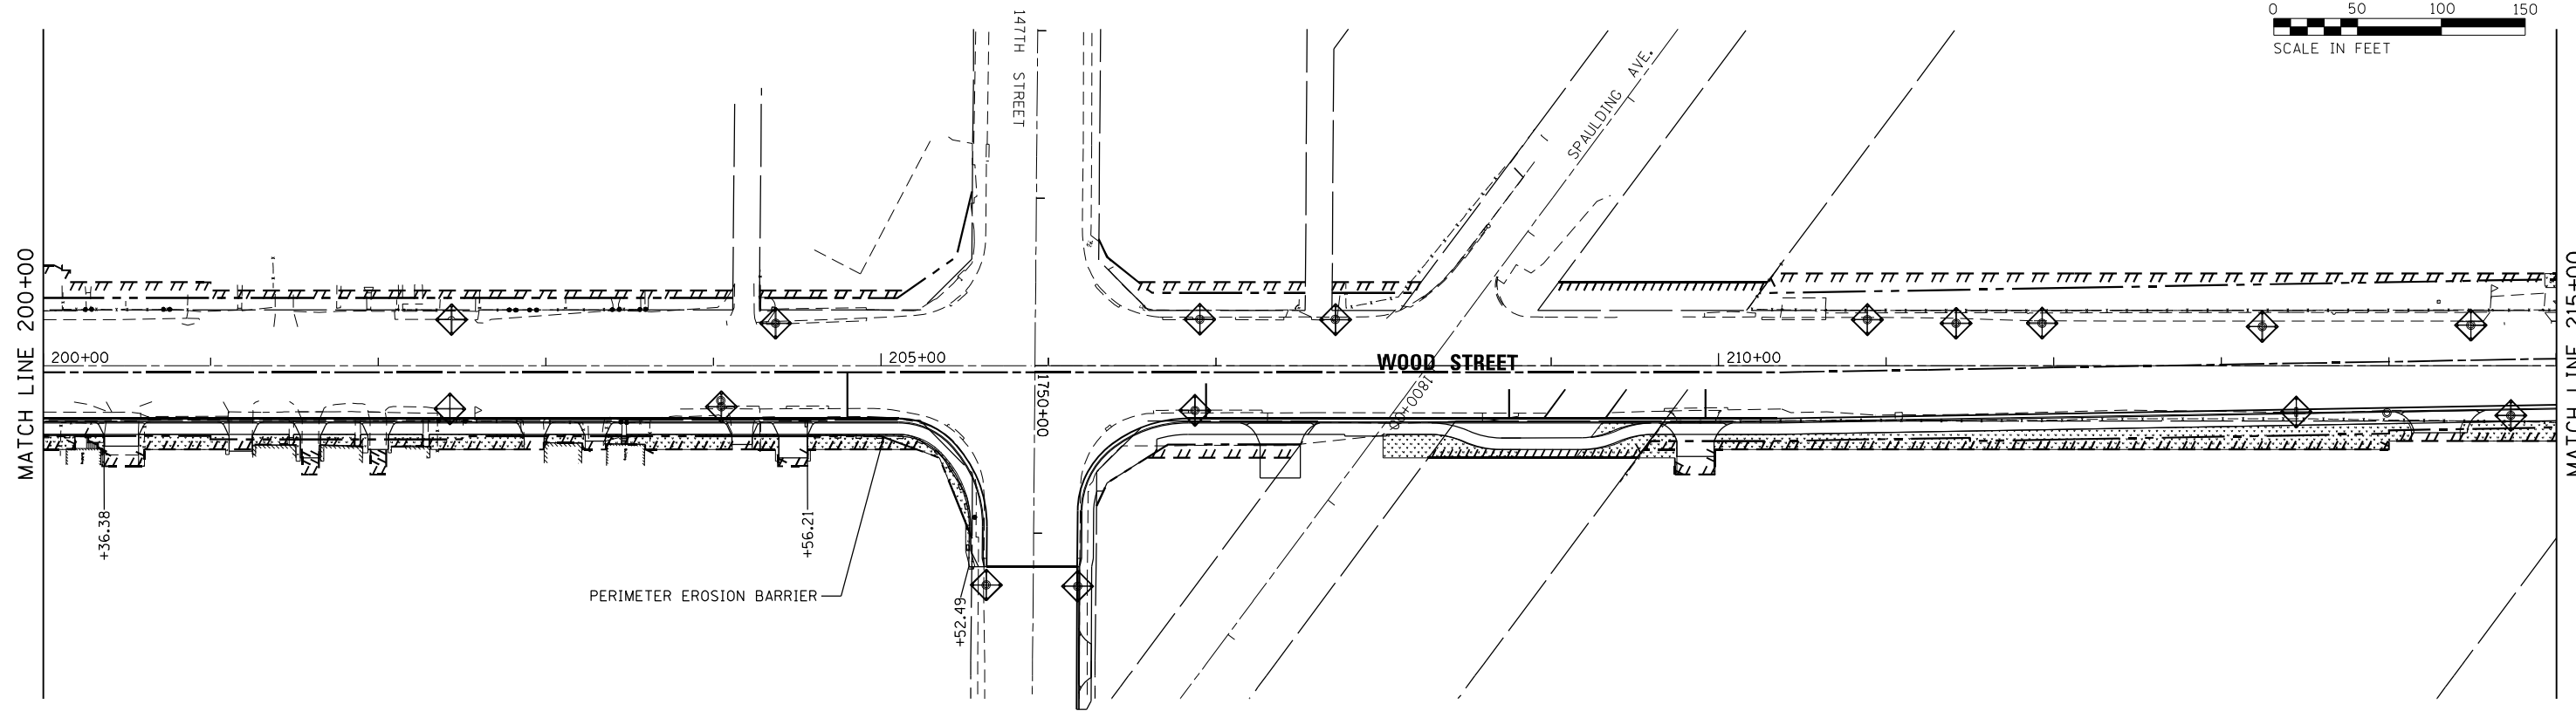 0 50 100 150
SCALE IN FEET
147TH STREET
SPAULDING AVE.
MATCH LINE 200+00
MATCH LINE 215+00
200+00
205+00
WOOD STREET
210+00
1750+00
1800+00
+36.38
+56.21
PERIMETER EROSION BARRIER
+52.49